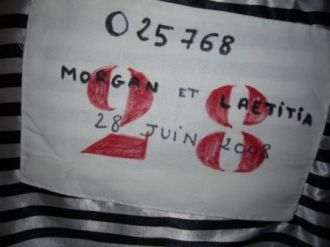 025768
MORGAN ET LAETITIA
28 JUIN 2008
28